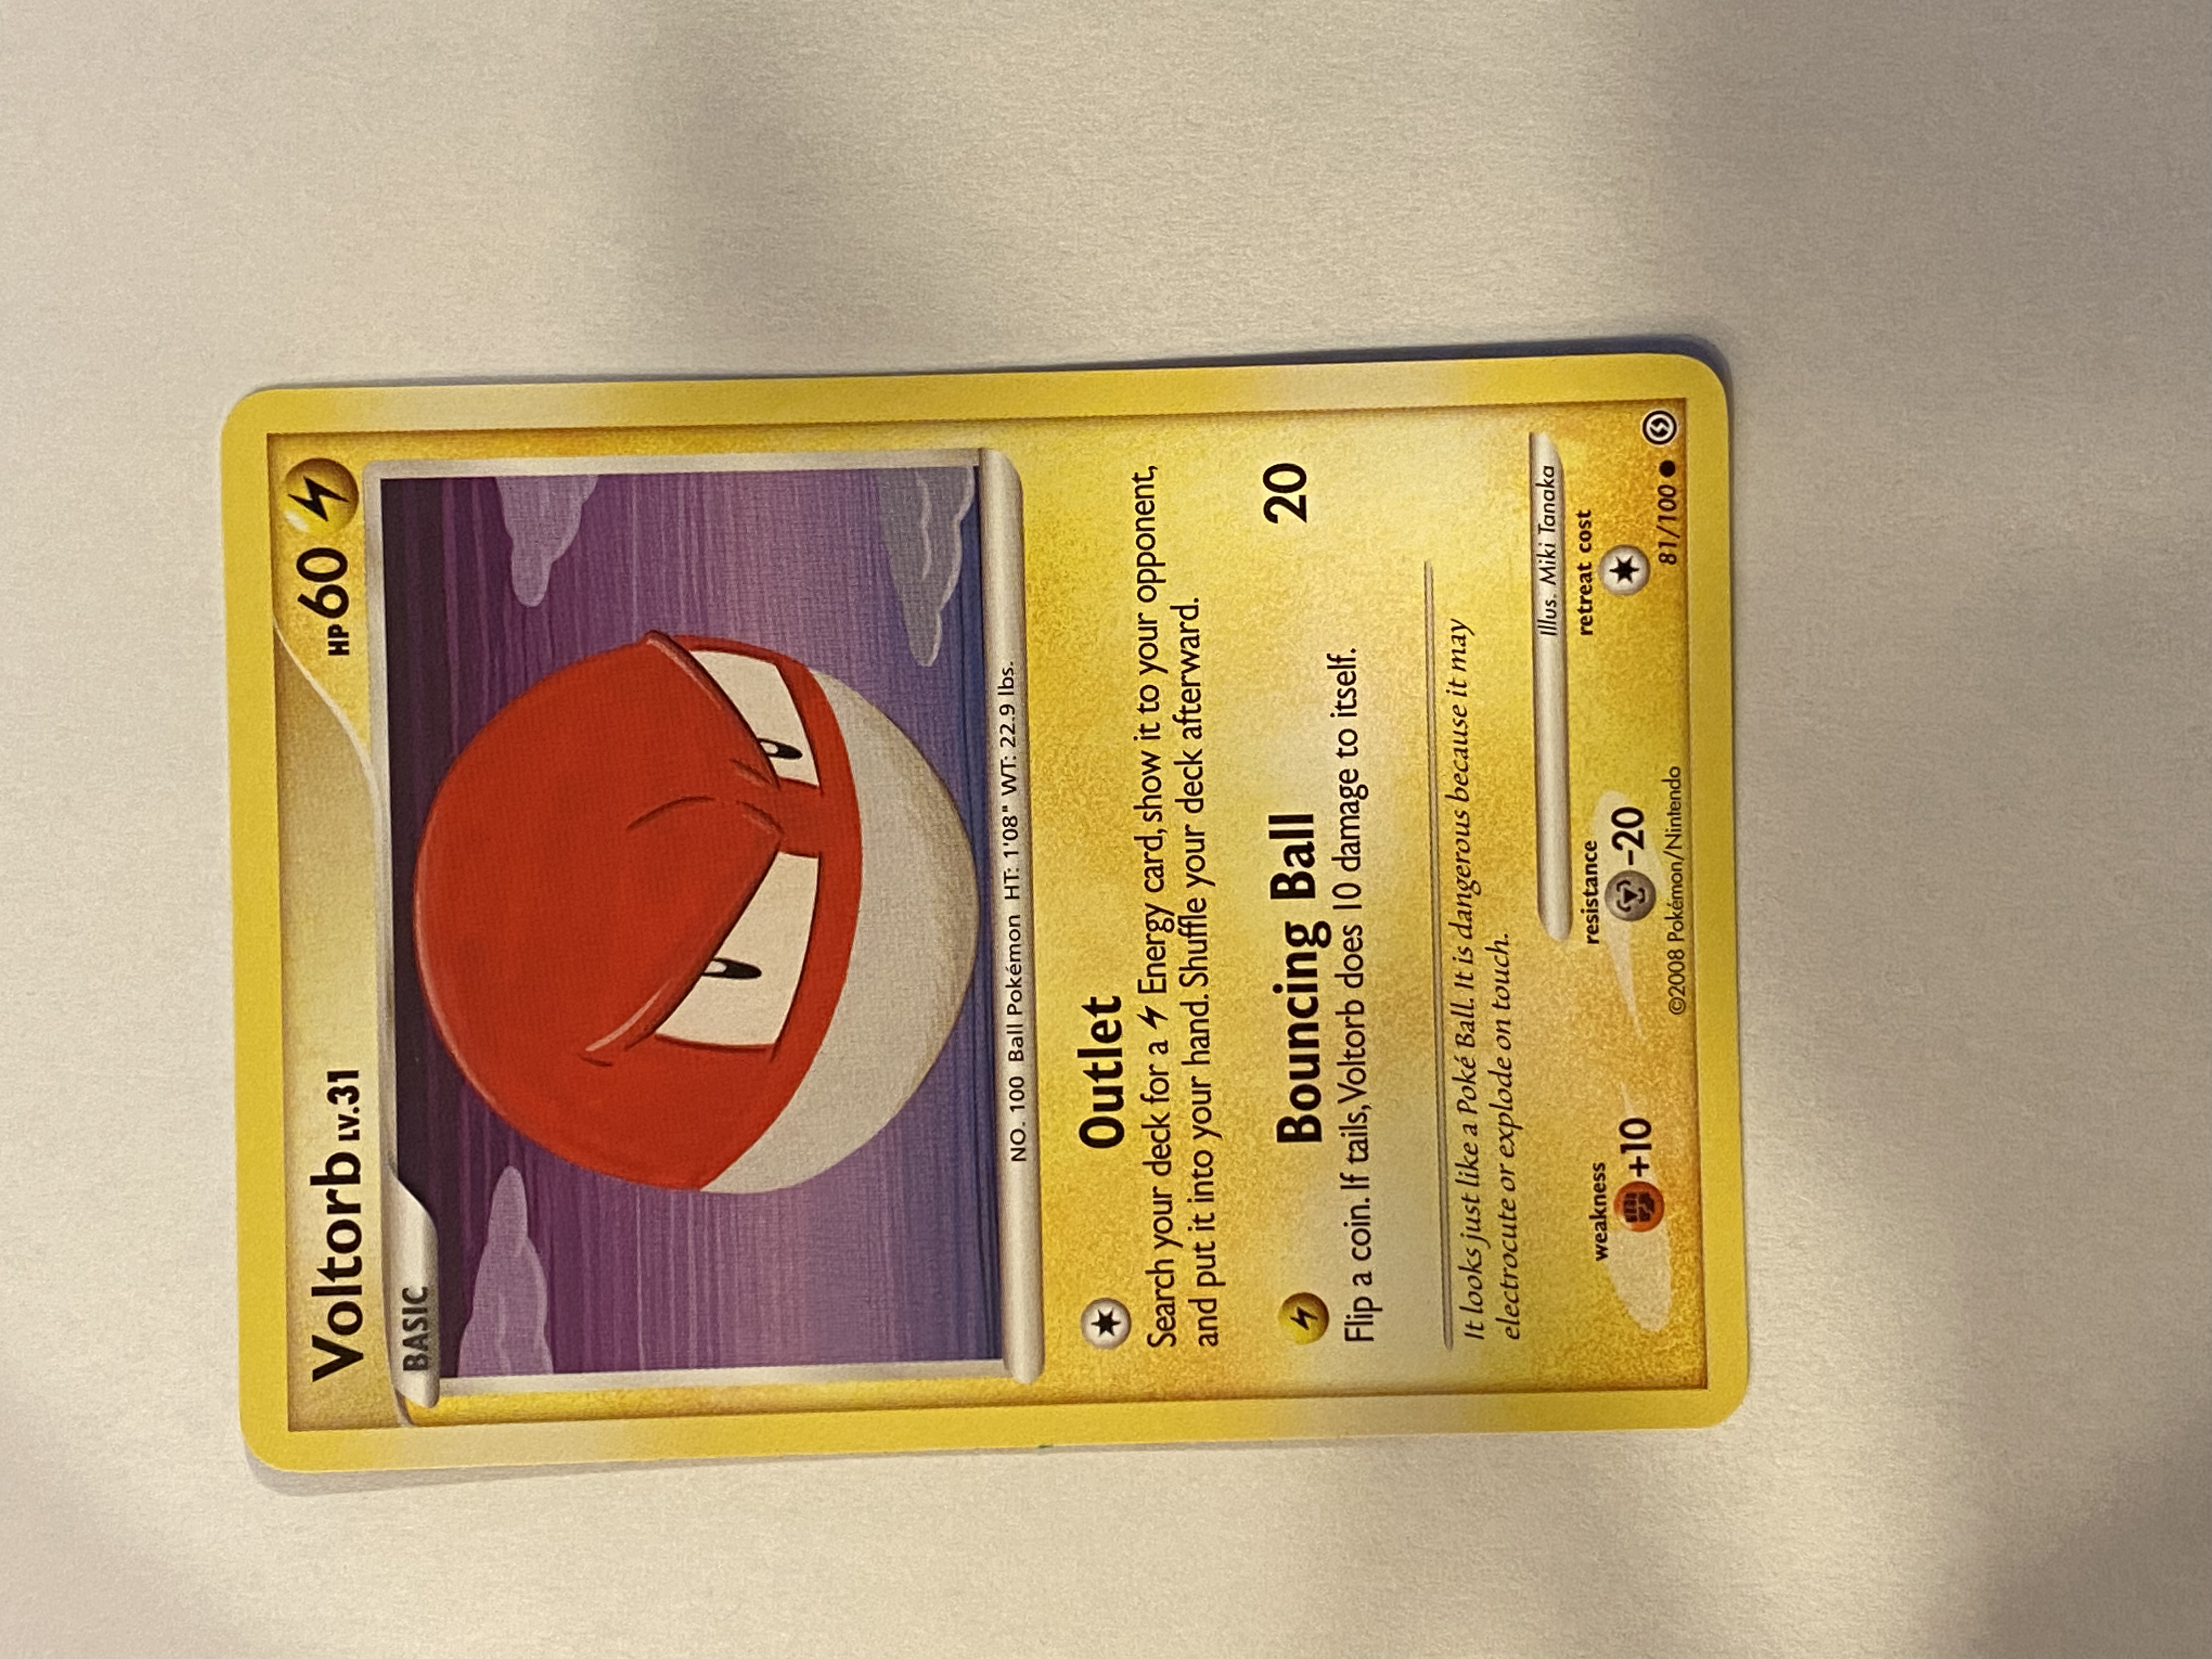 Voltorb LV.31 HP 60
BASIC
NO. 100 Ball Pokémon HT: 1'08" WT: 22.9 lbs.
Outlet
Search your deck for a Energy card, show it to your opponent,
and put it into your hand. Shuffle your deck afterward.
Bouncing Ball 20
Flip a coin. If tails, Voltorb does 10 damage to itself.
It looks just like a Poké Ball. It is dangerous because it may
electrocute or explode on touch.
Illus. Miki Tanaka
weakness resistance retreat cost
+10 -20
©2008 Pokémon/Nintendo 81/100